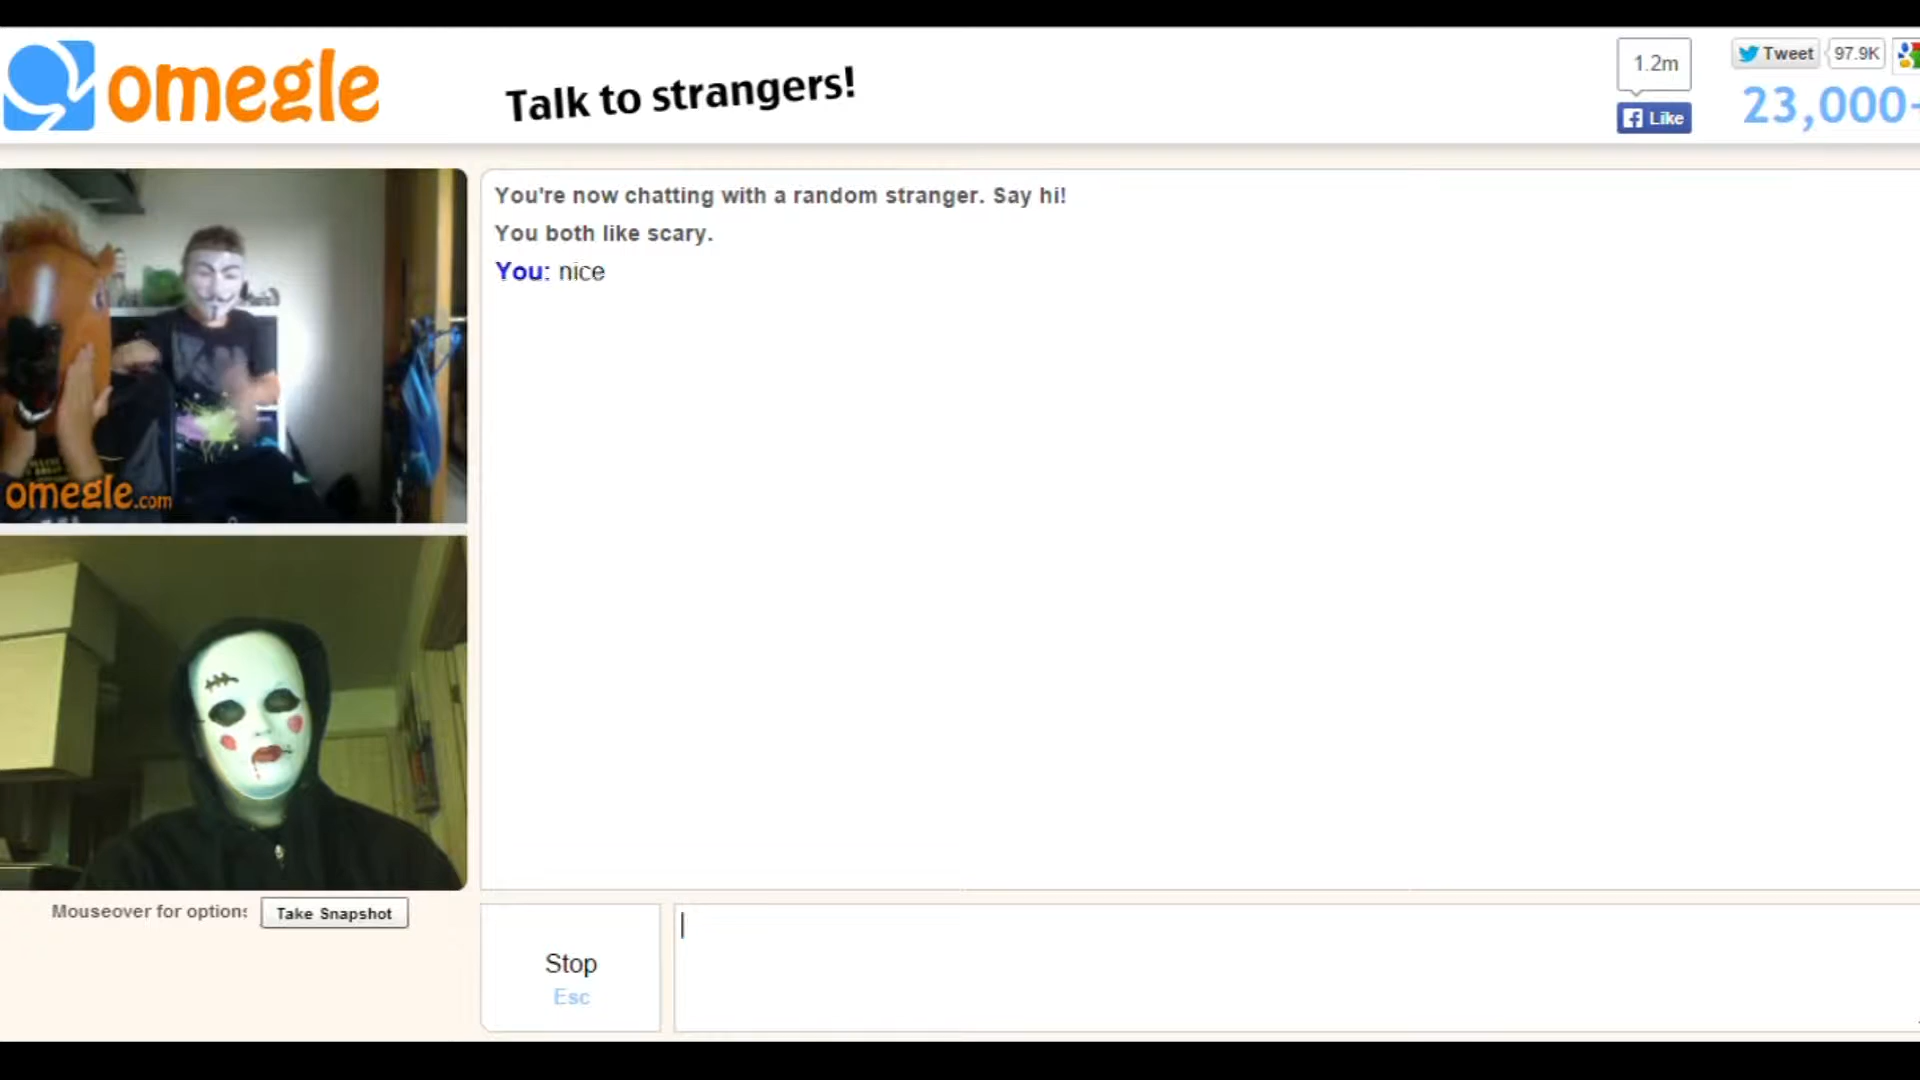 omegle
Talk to strangers!
1.2m
Like
Tweet
97.9K
23,000
You're now chatting with a random stranger. Say hi!
You both like scary.
You: nice
omegle.com
Mouseover for option
Take Snapshot
Stop
Esc